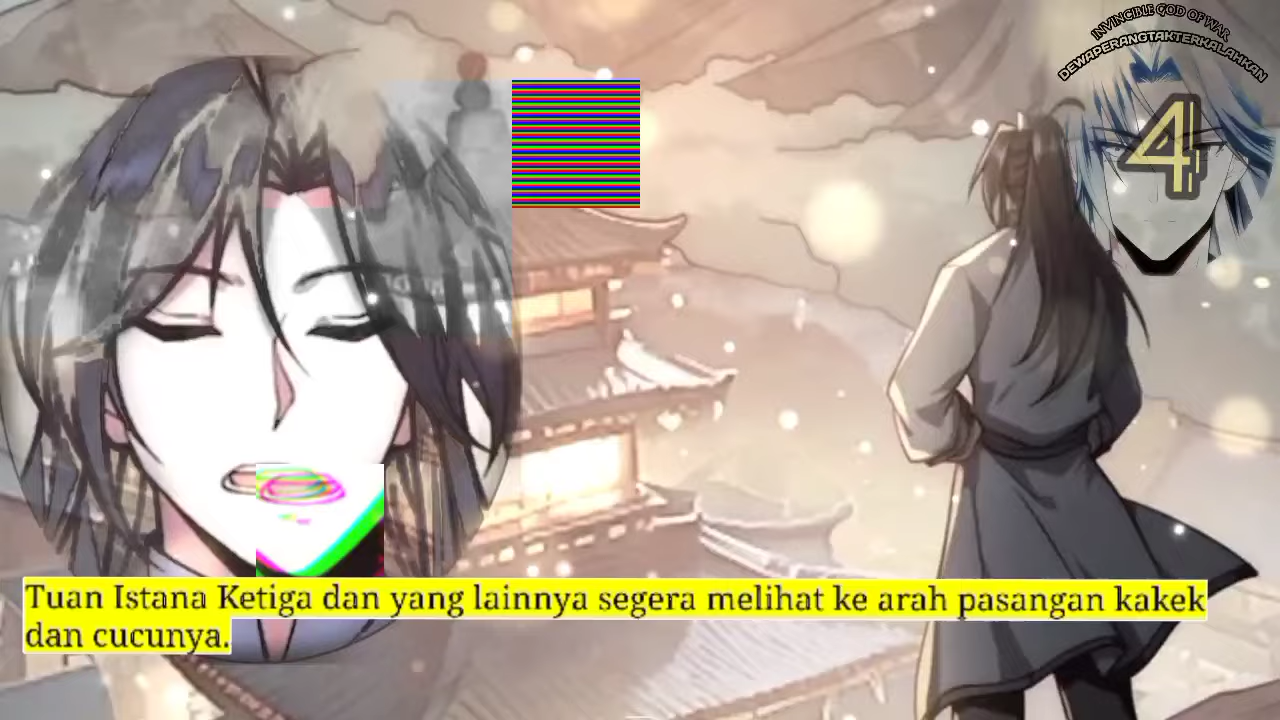 INVINCIBLE GOD OF WAR
DEWAPERANGTAKTERKALAHKAN
4
Tuan Istana Ketiga dan yang lainnya segera melihat ke arah pasangan kakek
dan cucunya.